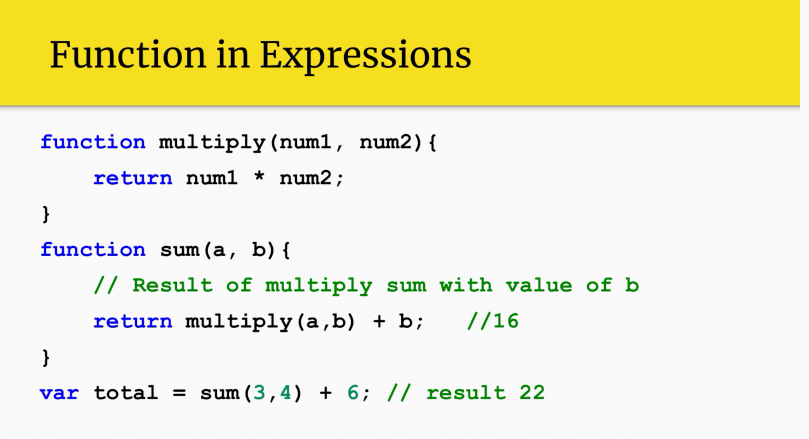 Function in Expressions
function multiply(num1, num2){
    return num1 * num2;
}
function sum(a, b){
    // Result of multiply sum with value of b
    return multiply(a,b) + b;   //16
}
var total = sum(3,4) + 6; // result 22